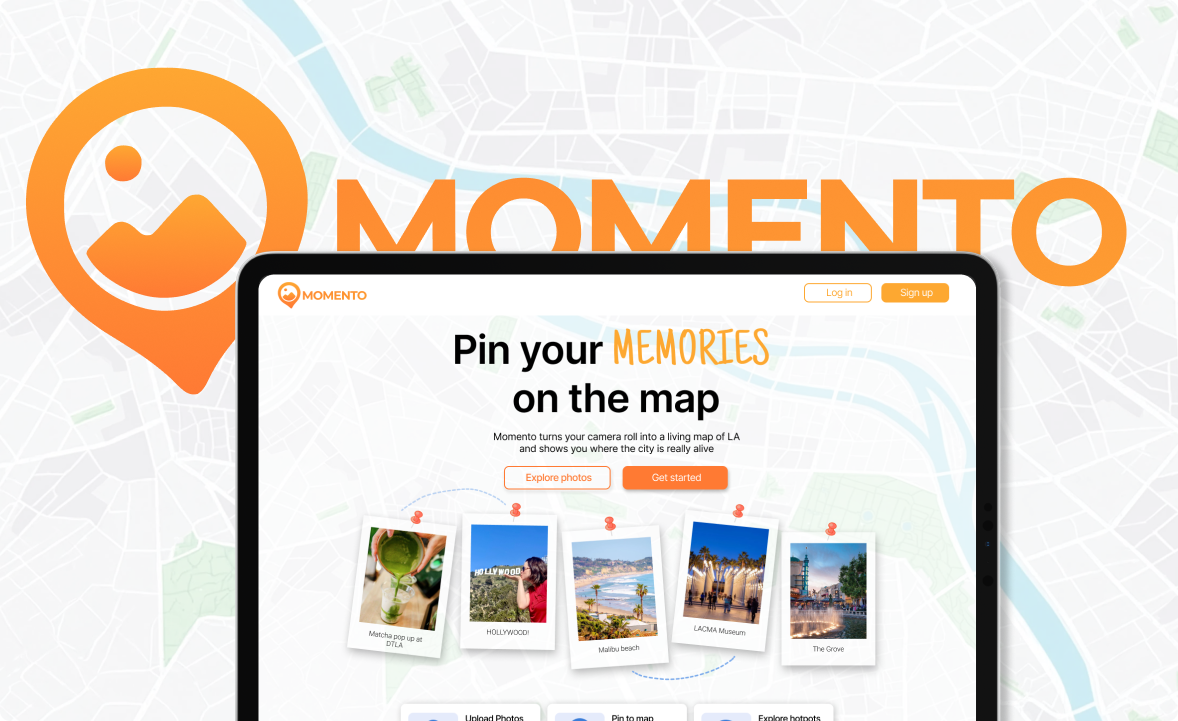 MOMENTO
MOMENTO
Log in
Sign up
Pin your MEMORIES
on the map
Momento turns your camera roll into a living map of LA
and shows you where the city is really alive
Explore photos
Get started
HOLLYWOOD
Matcha pop up at
DTLA
HOLLYWOOD!
Malibu beach
LACMA Museum
The Grove
Upload Photos
Pin to map
Explore hotpots